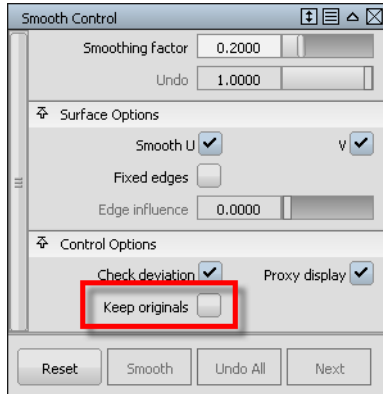 Smooth Control
Smoothing factor 0.2000
Undo 1.0000
Surface Options
Smooth U V
Fixed edges
Edge influence 0.0000
Control Options
Check deviation Proxy display
Keep originals
Reset Smooth Undo All Next